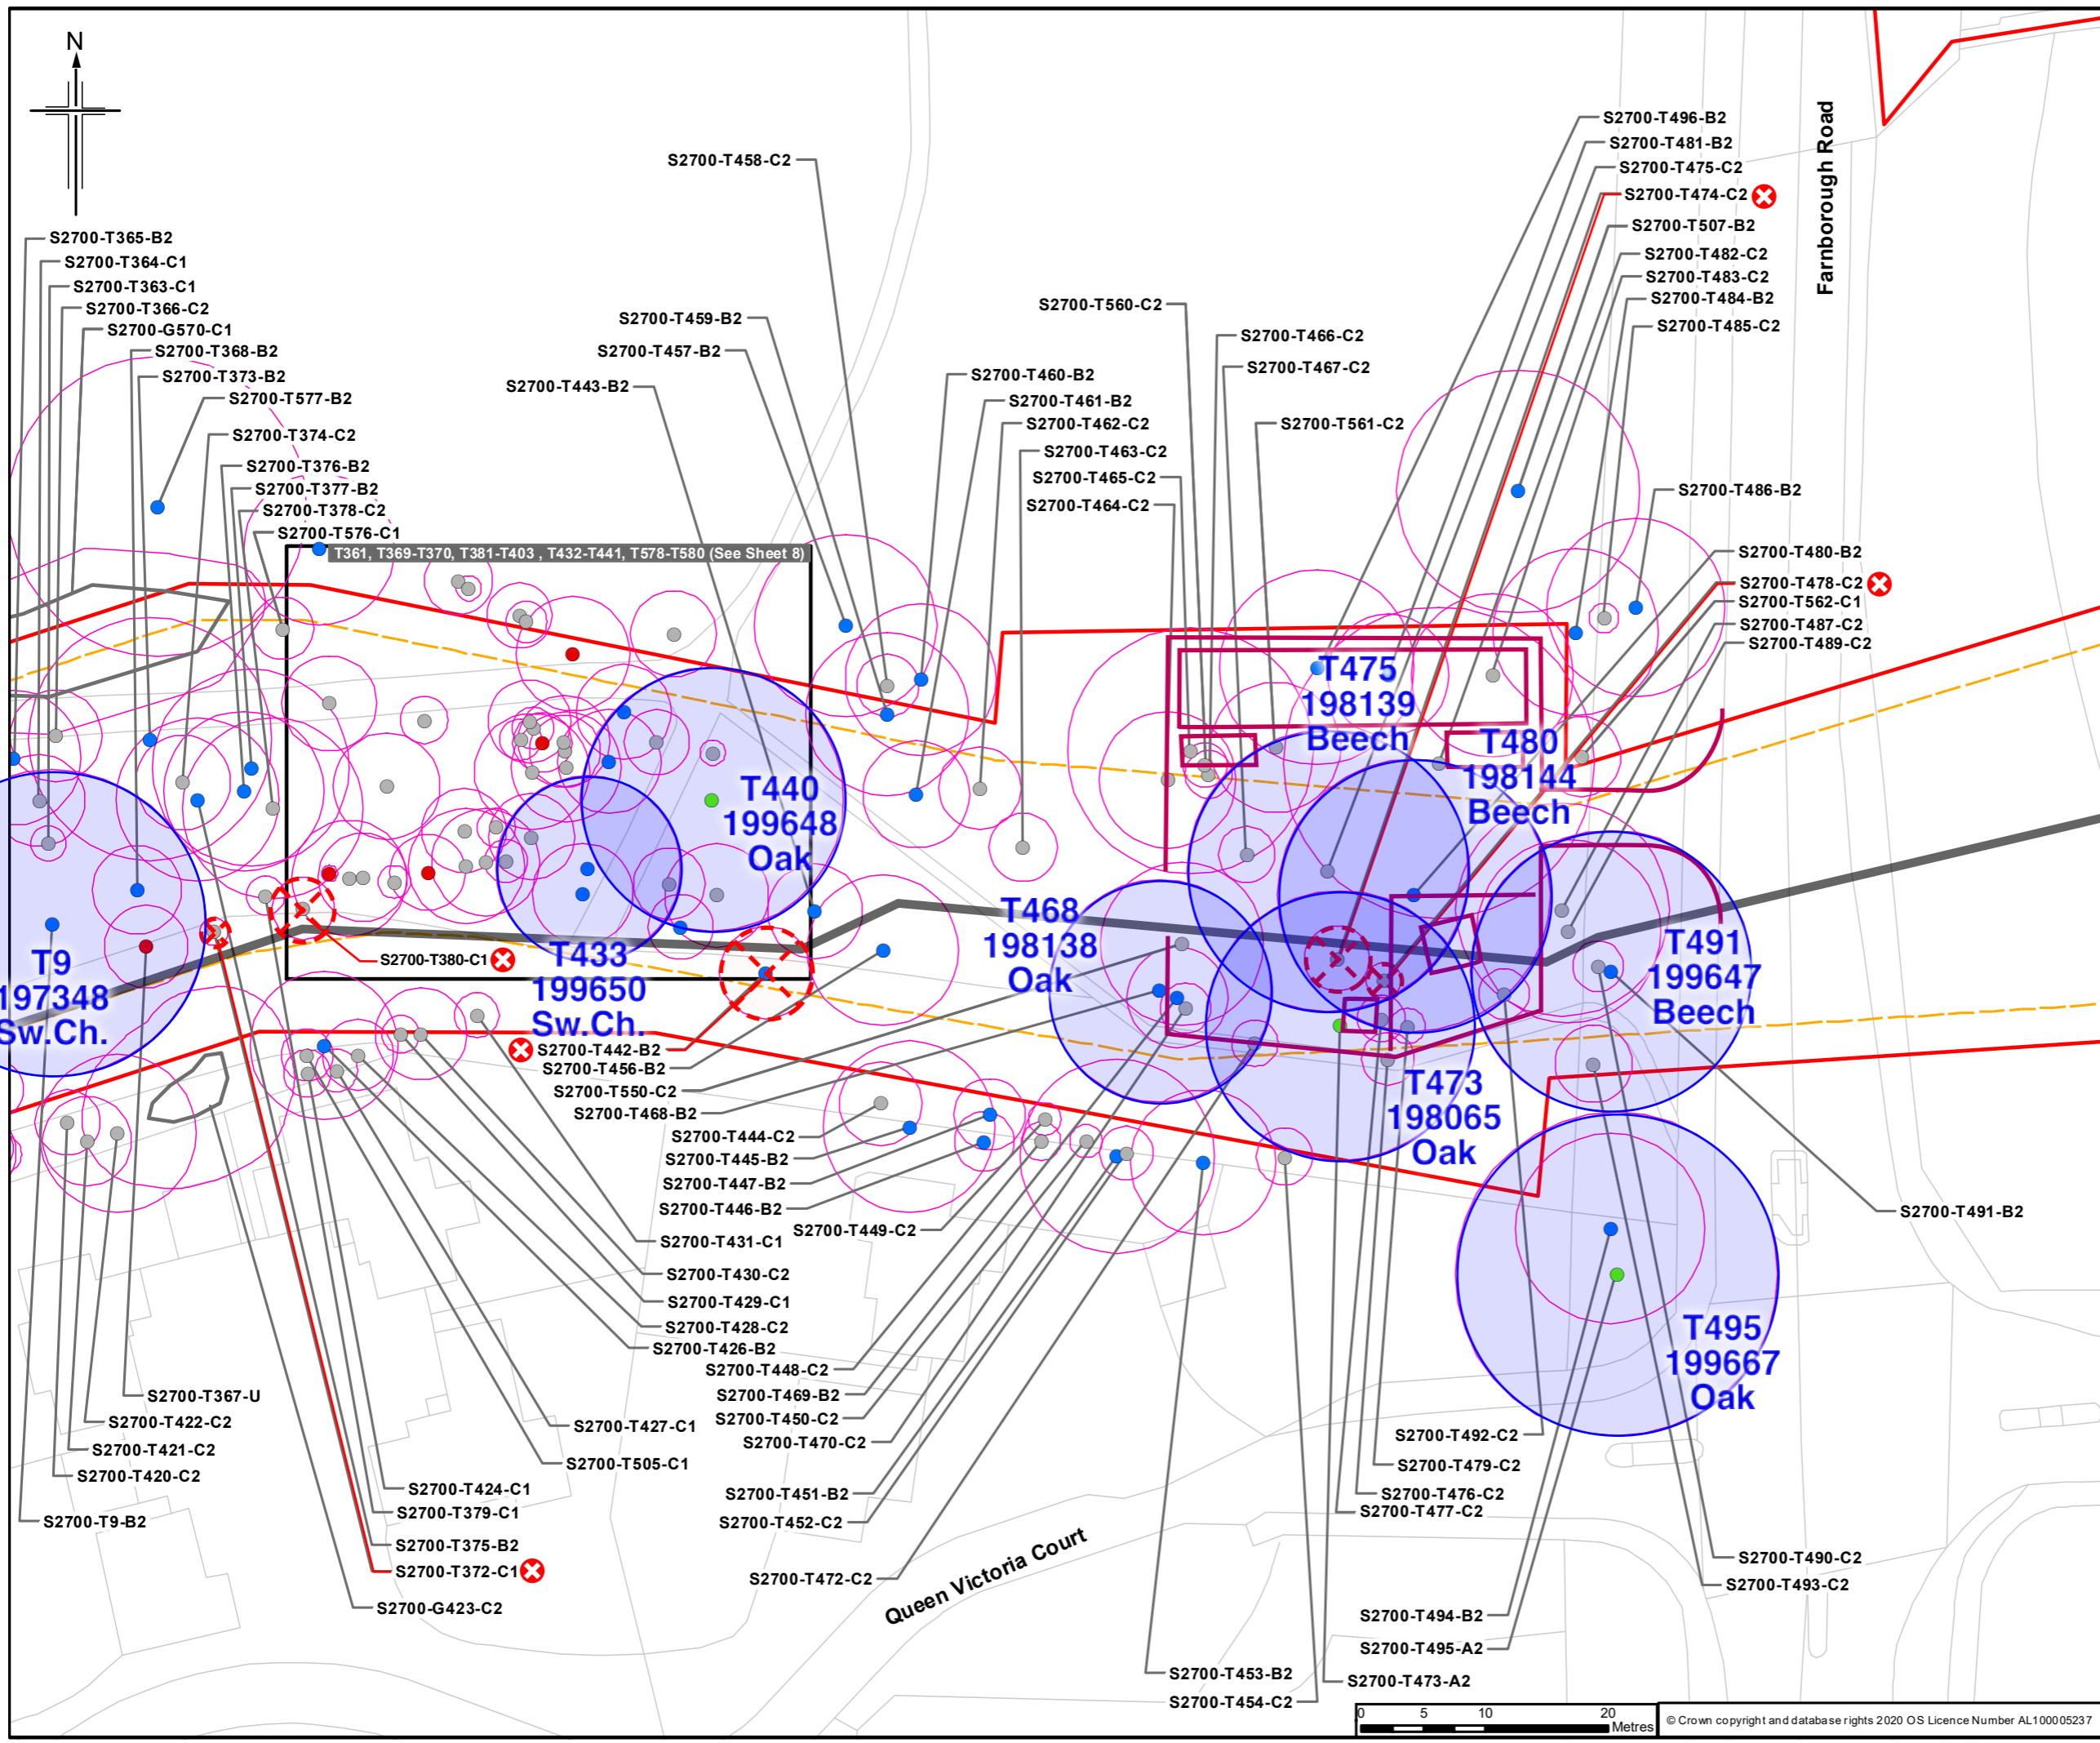 N
S2700-T365-B2
S2700-T364-C1
S2700-T363-C1
S2700-T366-C2
S2700-G570-C1
S2700-T368-B2
S2700-T373-B2
S2700-T577-B2
S2700-T374-C2
S2700-T376-B2
S2700-T377-B2
S2700-T378-C2
S2700-T576-C1
T361, T369-T370, T381-T403 , T432-T441, T578-T580 (See Sheet 8)
S2700-T458-C2
S2700-T459-B2
S2700-T457-B2
S2700-T443-B2
S2700-T460-B2
S2700-T461-B2
S2700-T462-C2
S2700-T463-C2
S2700-T465-C2
S2700-T464-C2
S2700-T560-C2
S2700-T466-C2
S2700-T467-C2
S2700-T561-C2
S2700-T496-B2
S2700-T481-B2
S2700-T475-C2
S2700-T474-C2
S2700-T507-B2
S2700-T482-C2
S2700-T483-C2
S2700-T484-B2
S2700-T485-C2
Farnborough Road
S2700-T486-B2
S2700-T480-B2
S2700-T478-C2
S2700-T562-C1
S2700-T487-C2
S2700-T489-C2
T475
198139
Beech
T480
198144
Beech
T440
199648
Oak
T468
198138
Oak
T433
199650
Sw.Ch.
T9
197348
Sw.Ch.
T491
199647
Beech
T473
198065
Oak
T495
199667
Oak
S2700-T380-C1
S2700-T442-B2
S2700-T456-B2
S2700-T550-C2
S2700-T468-B2
S2700-T444-C2
S2700-T445-B2
S2700-T447-B2
S2700-T446-B2
S2700-T449-C2
S2700-T431-C1
S2700-T430-C2
S2700-T429-C1
S2700-T428-C2
S2700-T426-B2
S2700-T448-C2
S2700-T469-B2
S2700-T450-C2
S2700-T470-C2
S2700-T427-C1
S2700-T505-C1
S2700-T451-B2
S2700-T452-C2
S2700-T472-C2
S2700-T367-U
S2700-T422-C2
S2700-T421-C2
S2700-T420-C2
S2700-T9-B2
S2700-T424-C1
S2700-T379-C1
S2700-T375-B2
S2700-T372-C1
S2700-G423-C2
Queen Victoria Court
S2700-T491-B2
S2700-T492-C2
S2700-T479-C2
S2700-T476-C2
S2700-T477-C2
S2700-T490-C2
S2700-T493-C2
S2700-T494-B2
S2700-T495-A2
S2700-T453-B2
S2700-T473-A2
S2700-T454-C2
0 5 10 20
Metres
© Crown copyright and database rights 2020 OS Licence Number AL100005237